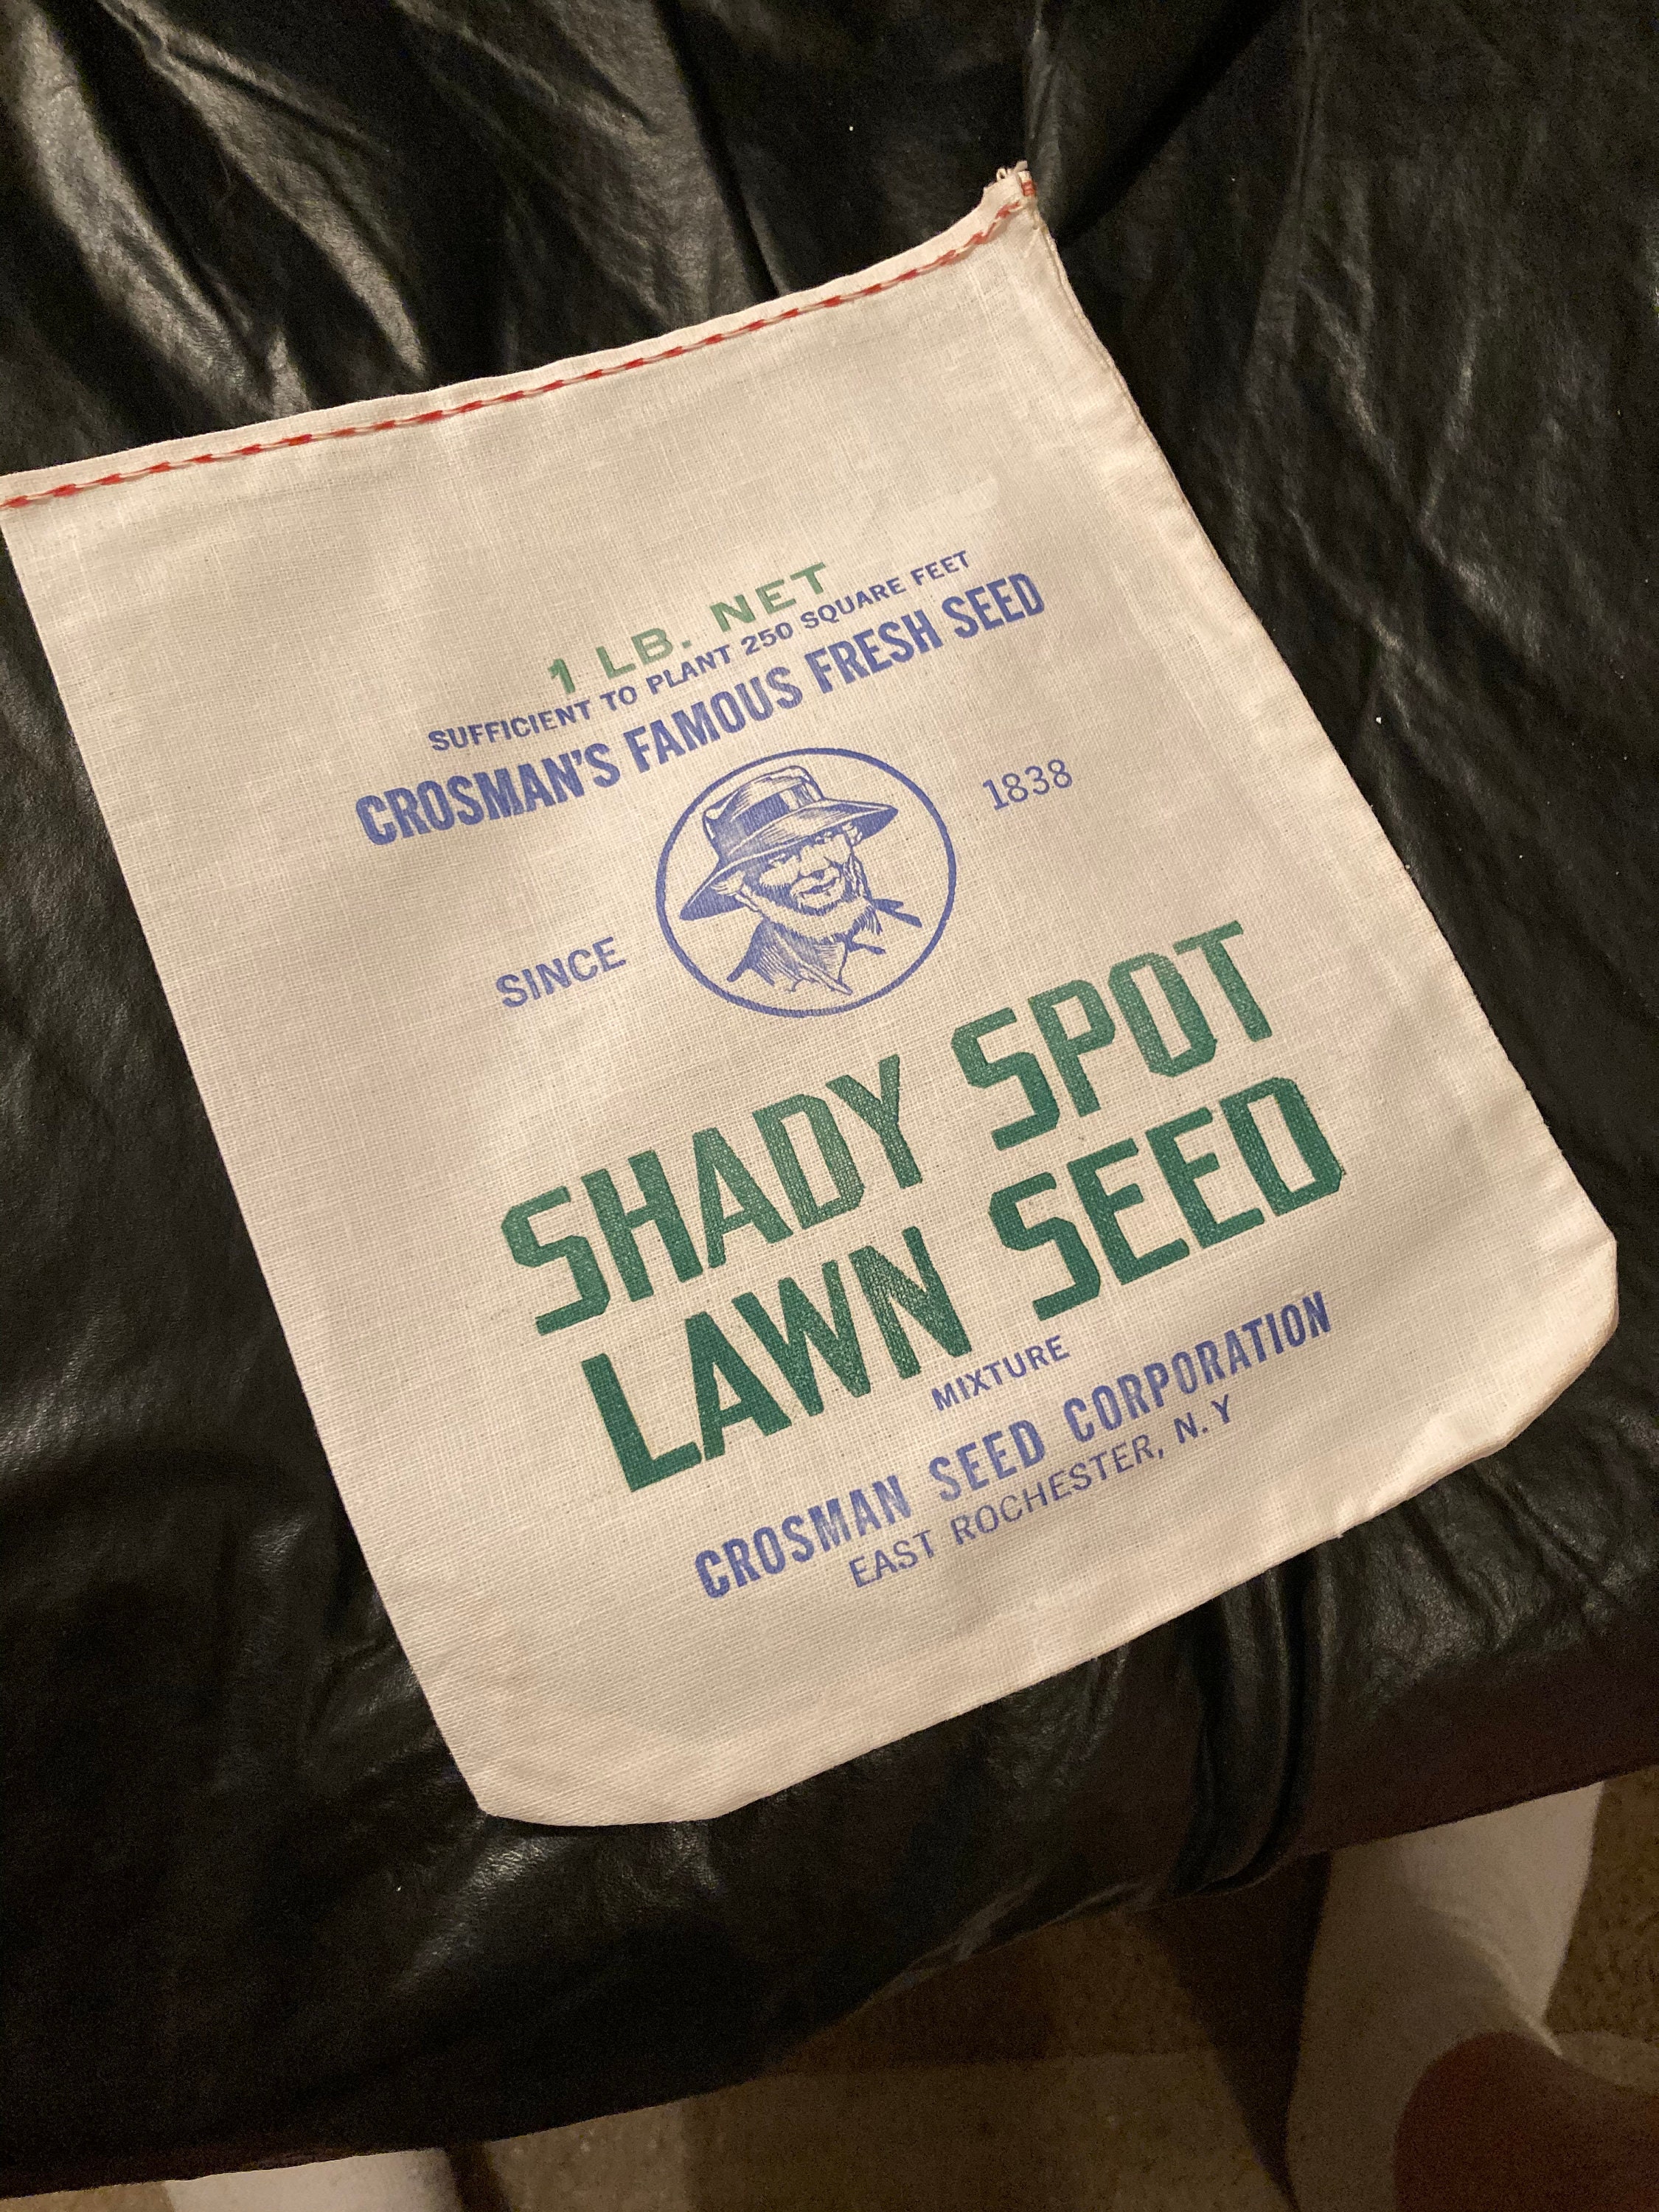 1 LB. NET
SUFFICIENT TO PLANT 250 SQUARE FEET
CROSMAN'S FAMOUS FRESH SEED
SINCE 1838
SHADY SPOT
LAWN SEED
MIXTURE
CROSMAN SEED CORPORATION
EAST ROCHESTER, N.Y